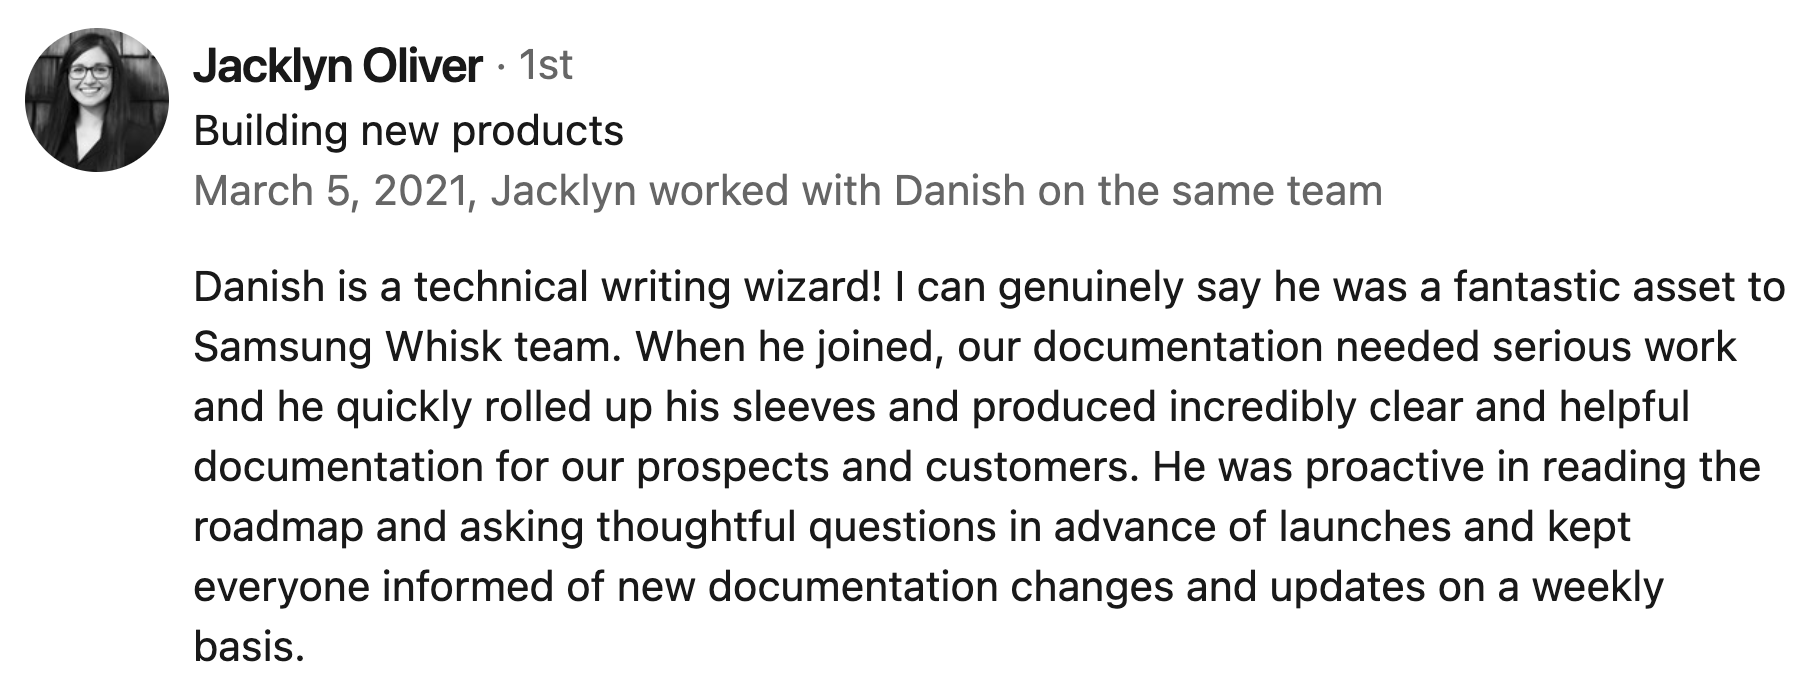 Jacklyn Oliver · 1st
Building new products
March 5, 2021, Jacklyn worked with Danish on the same team
Danish is a technical writing wizard! I can genuinely say he was a fantastic asset to
Samsung Whisk team. When he joined, our documentation needed serious work
and he quickly rolled up his sleeves and produced incredibly clear and helpful
documentation for our prospects and customers. He was proactive in reading the
roadmap and asking thoughtful questions in advance of launches and kept
everyone informed of new documentation changes and updates on a weekly
basis.